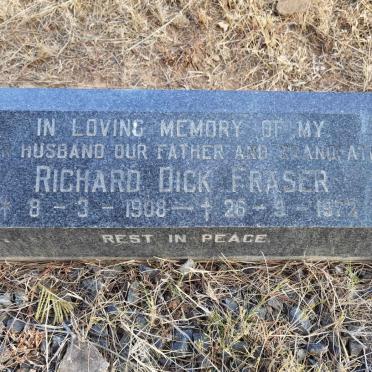 IN LOVING MEMORY OF MY
HUSBAND OUR FATHER AND
RICHARD DICK FRASER
8 - 3 - 1908 — † 26 - 9 - 1973
REST IN PEACE